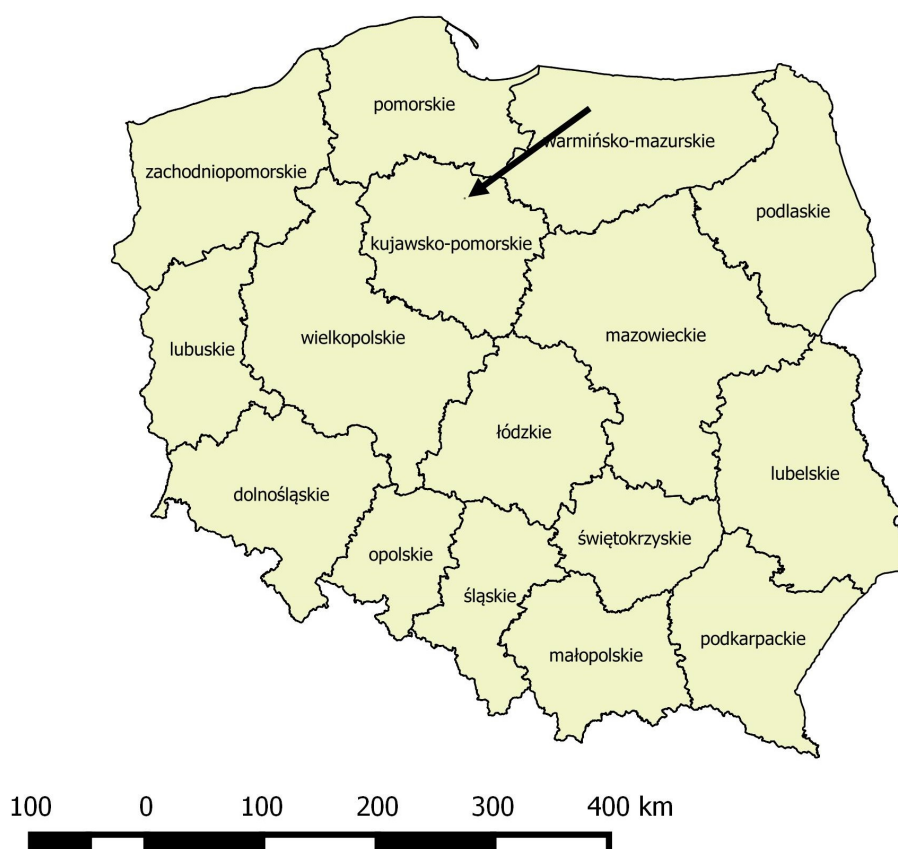 pomorskie
warmińsko-mazurskie
zachodniopomorskie
podlaskie
kujawsko-pomorskie
mazowieckie
wielkopolskie
lubuskie
łódzkie
lubelskie
dolnośląskie
świętokrzyskie
opolskie
śląskie
podkarpackie
małopolskie
100 0 100 200 300 400 km